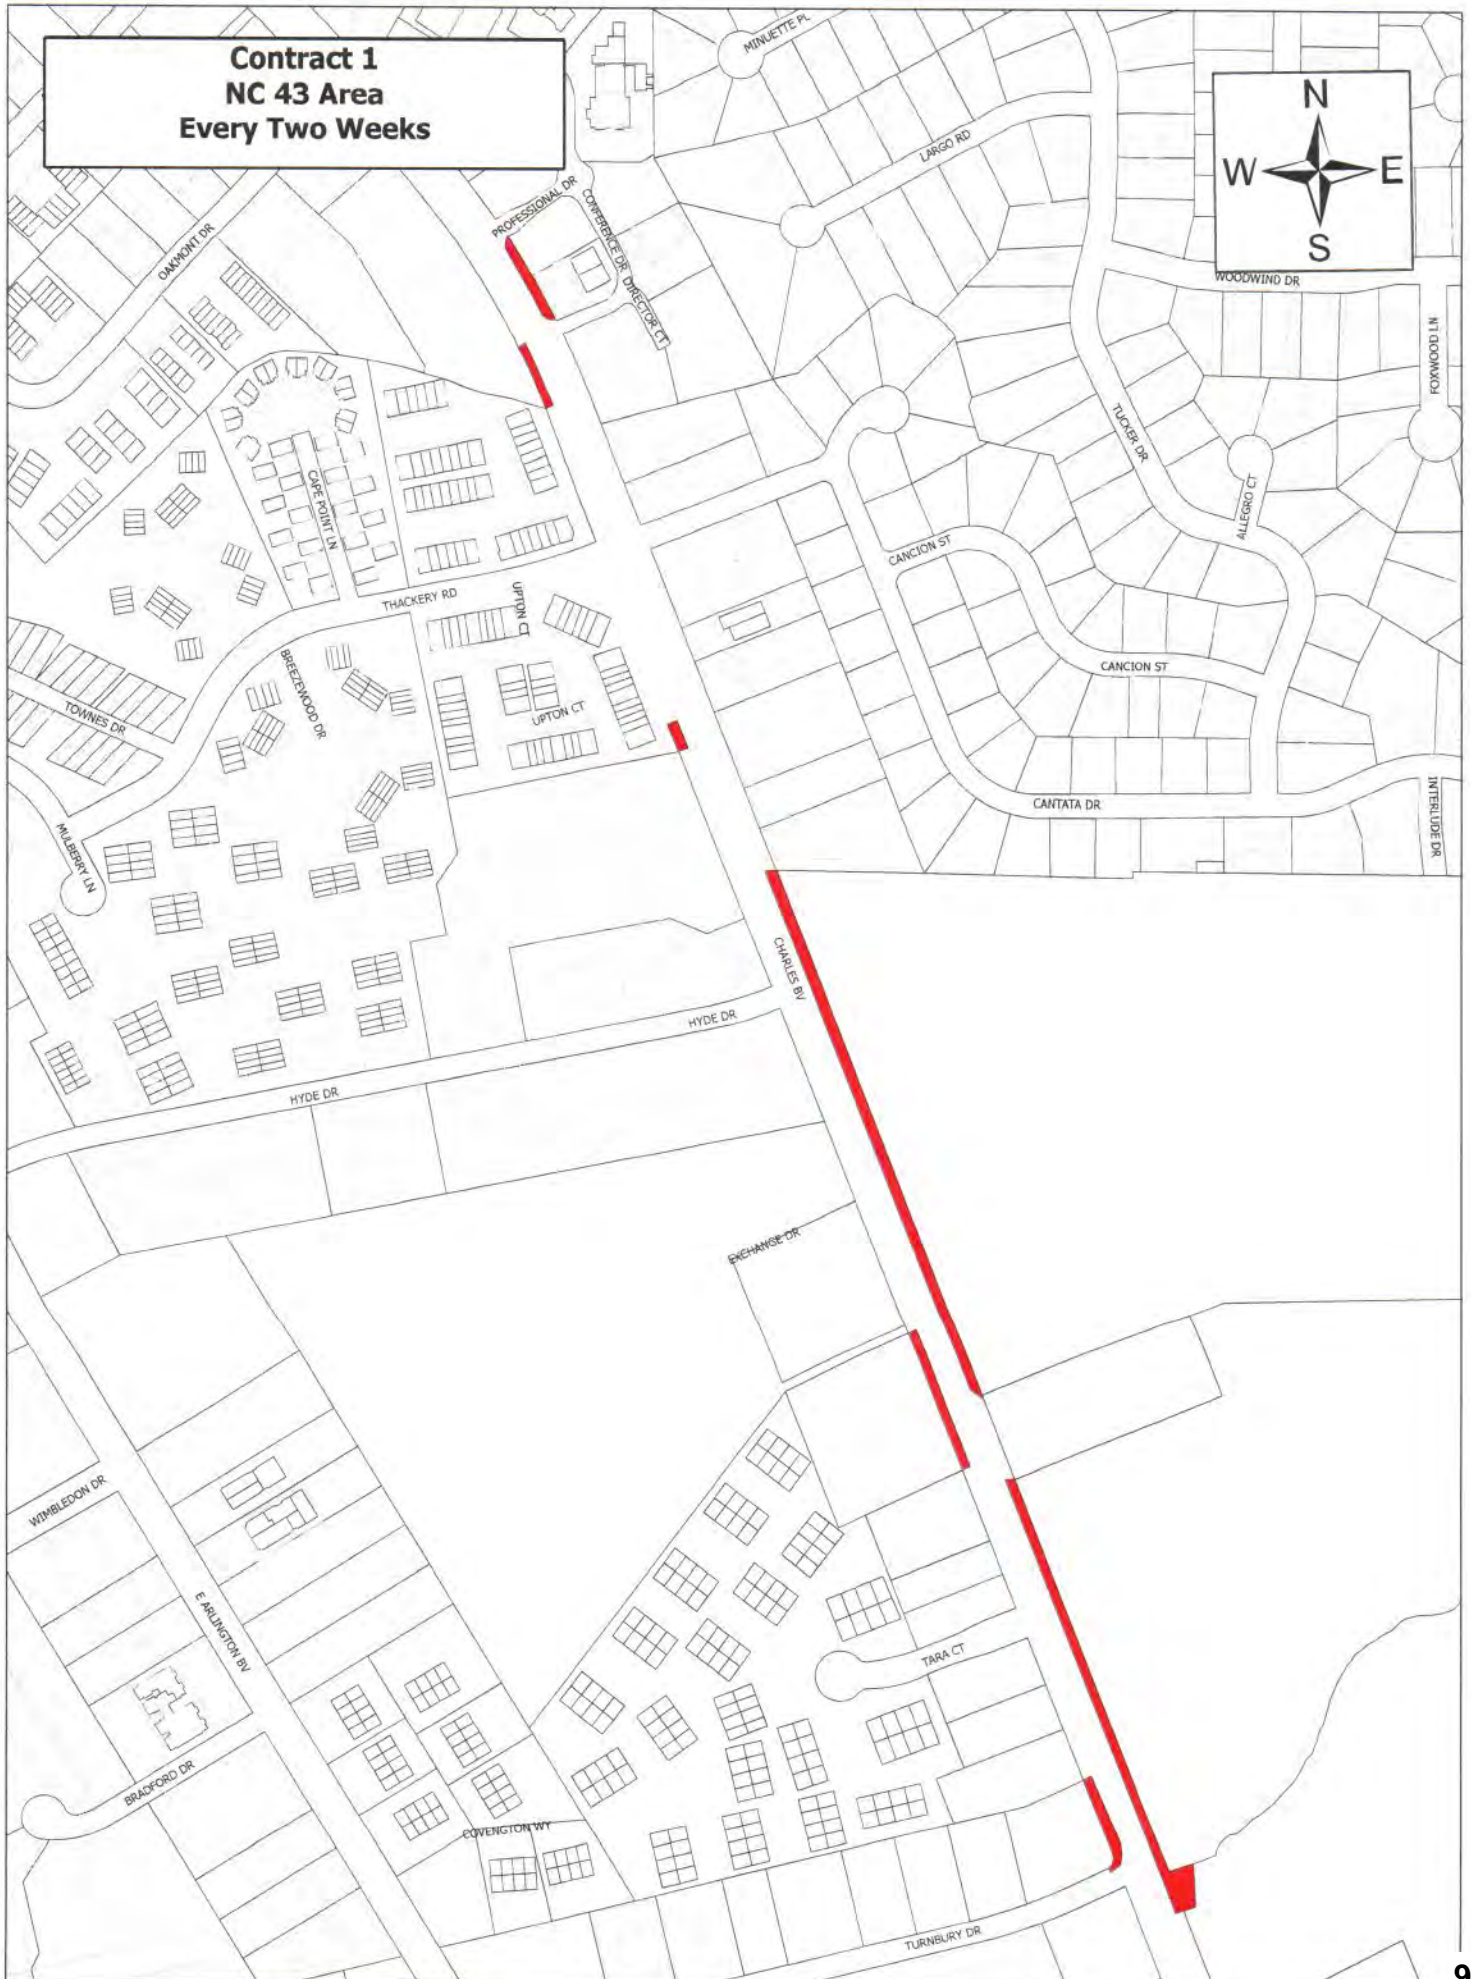 Contract 1
NC 43 Area
Every Two Weeks
N
W E
S
MINUETTE PL
LARGO RD
PROFESSIONAL DR
CONFERENCE DR
DIRECTOR CT
OAKMONT DR
WOODWIND DR
FOXWOOD LN
TUCKER DR
ALLEGRO CT
CAPE POINT LN
CANCION ST
THACKERY RD
UPTON CT
CANCION ST
BREEZEWOOD DR
TOWNES DR
UPTON CT
CANTATA DR
INTERLUDE DR
MULBERRY LN
CHARLES BV
HYDE DR
HYDE DR
EXCHANGE DR
WIMBLEDON DR
E ARLINGTON BV
TARA CT
BRADFORD DR
COVENGTON WY
TURNBURY DR
9